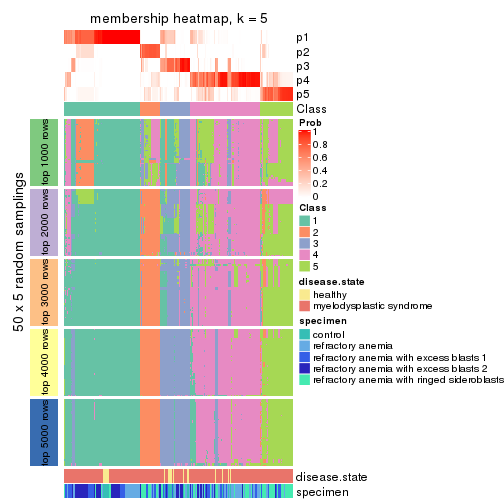 membership heatmap, k = 5
p1
p2
p3
p4
p5
Class
50 x 5 random samplings
top 1000 rows
top 2000 rows
top 3000 rows
top 4000 rows
top 5000 rows
disease.state
specimen
Prob
1
0.8
0.6
0.4
0.2
0
Class
1
2
3
4
5
disease.state
healthy
myelodysplastic syndrome
specimen
control
refractory anemia
refractory anemia with excess blasts 1
refractory anemia with excess blasts 2
refractory anemia with ringed sideroblasts